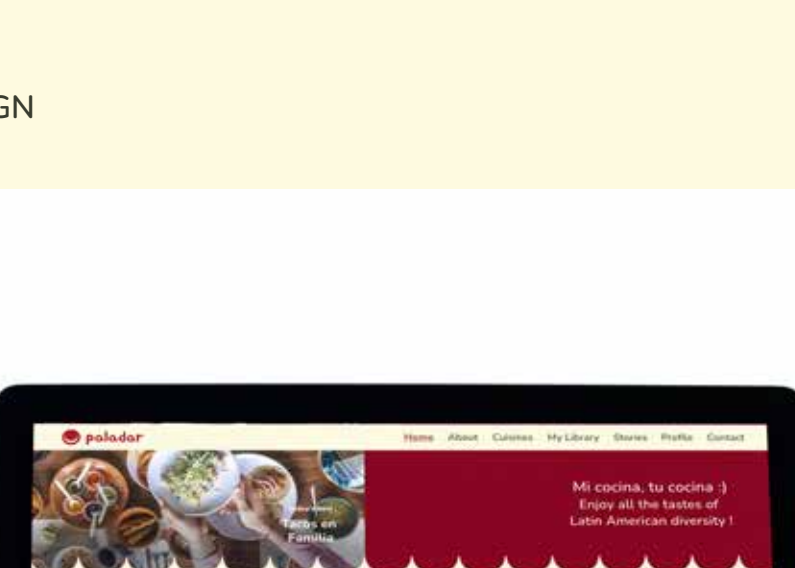 GN
paladar
Home About Cuisines My Library Stories Profile Contact
Mi cocina, tu cocina :)
Enjoy all the tastes of
Latin American diversity !
Tacos en
Familia